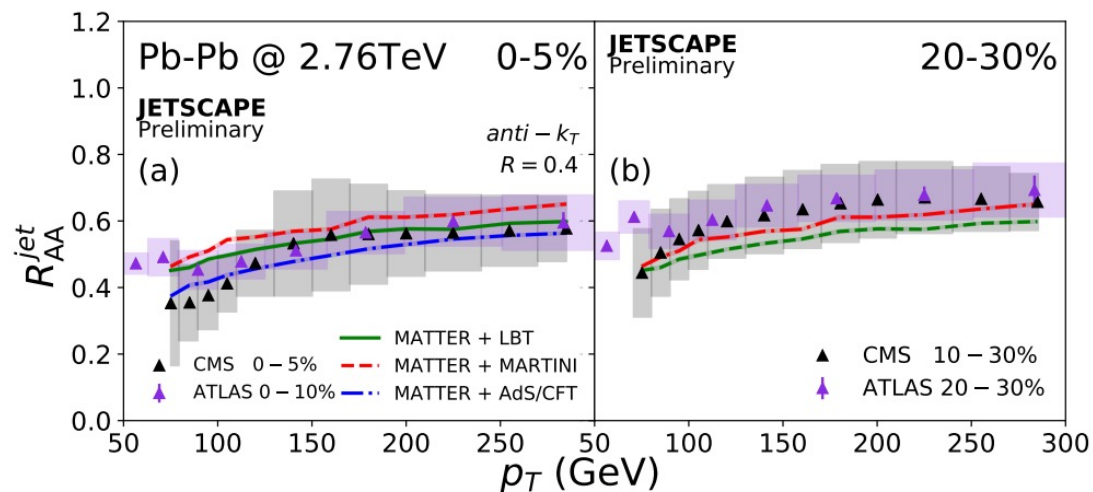 Pb-Pb @ 2.76TeV 0-5%
JETSCAPE
Preliminary
anti − kT
R = 0.4
(a)
MATTER + LBT
MATTER + MARTINI
MATTER + AdS/CFT
CMS 0 − 5%
ATLAS 0 − 10%
JETSCAPE
Preliminary
20-30%
(b)
CMS 10 − 30%
ATLAS 20 − 30%
R_AA^jet
1.2
1.0
0.8
0.6
0.4
0.2
0.0
50 100 150 200 250 50 100 150 200 250 300
pT (GeV)